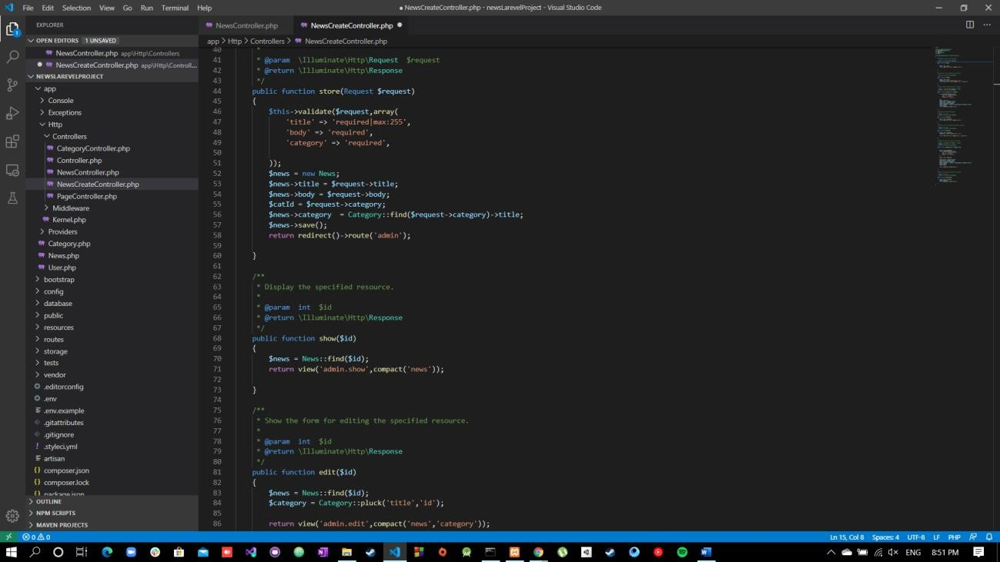 File Edit Selection View Go Run Terminal Help
● NewsCreateController.php - newsLarevelProject - Visual Studio Code
EXPLORER
OPEN EDITORS 1 UNSAVED
NewsController.php app\Http\Controllers
NewsCreateController.php app\Http\Controll...
NEWSLAREVELPROJECT
app
Console
Exceptions
Http
Controllers
CategoryController.php
Controller.php
NewsController.php
NewsCreateController.php
PageController.php
Middleware
Kernel.php
Providers
Category.php
News.php
User.php
bootstrap
config
database
public
resources
routes
storage
tests
vendor
.editorconfig
.env
.env.example
.gitattributes
.gitignore
.styleci.yml
artisan
composer.json
composer.lock
package.json
OUTLINE
NPM SCRIPTS
MAVEN PROJECTS
NewsController.php NewsCreateController.php ●
app > Http > Controllers > NewsCreateController.php
40 *
41 * @param \Illuminate\Http\Request $request
42 * @return \Illuminate\Http\Response
43 */
44 public function store(Request $request)
45 {
46 $this->validate($request,array(
47 'title' => 'required|max:255',
48 'body' => 'required',
49 'category' => 'required',
50
51 ));
52 $news = new News;
53 $news->title = $request->title;
54 $news->body = $request->body;
55 $catId = $request->category;
56 $news->category = Category::find($request->category)->title;
57 $news->save();
58 return redirect()->route('admin');
59
60 }
61
62 /**
63 * Display the specified resource.
64 *
65 * @param int $id
66 * @return \Illuminate\Http\Response
67 */
68 public function show($id)
69 {
70 $news = News::find($id);
71 return view('admin.show',compact('news'));
72
73 }
74
75 /**
76 * Show the form for editing the specified resource.
77 *
78 * @param int $id
79 * @return \Illuminate\Http\Response
80 */
81 public function edit($id)
82 {
83 $news = News::find($id);
84 $category = Category::pluck('title','id');
85
86 return view('admin.edit',compact('news','category'));
0 0
Ln 15, Col 8 Spaces: 4 UTF-8 LF PHP
ENG 8:51 PM